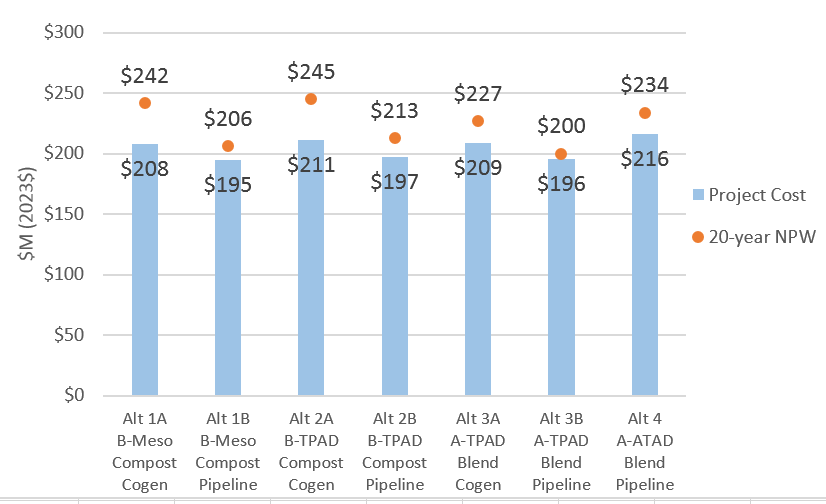 $300
$250
$200
$150
$100
$50
$0
$M (2023$)
$242
$206
$245
$213
$227
$200
$234
$208
$195
$211
$197
$209
$196
$216
Project Cost
20-year NPW
Alt 1A
B-Meso
Compost
Cogen
Alt 1B
B-Meso
Compost
Pipeline
Alt 2A
B-TPAD
Compost
Cogen
Alt 2B
B-TPAD
Compost
Pipeline
Alt 3A
A-TPAD
Blend
Cogen
Alt 3B
A-TPAD
Blend
Pipeline
Alt 4
A-ATAD
Blend
Pipeline